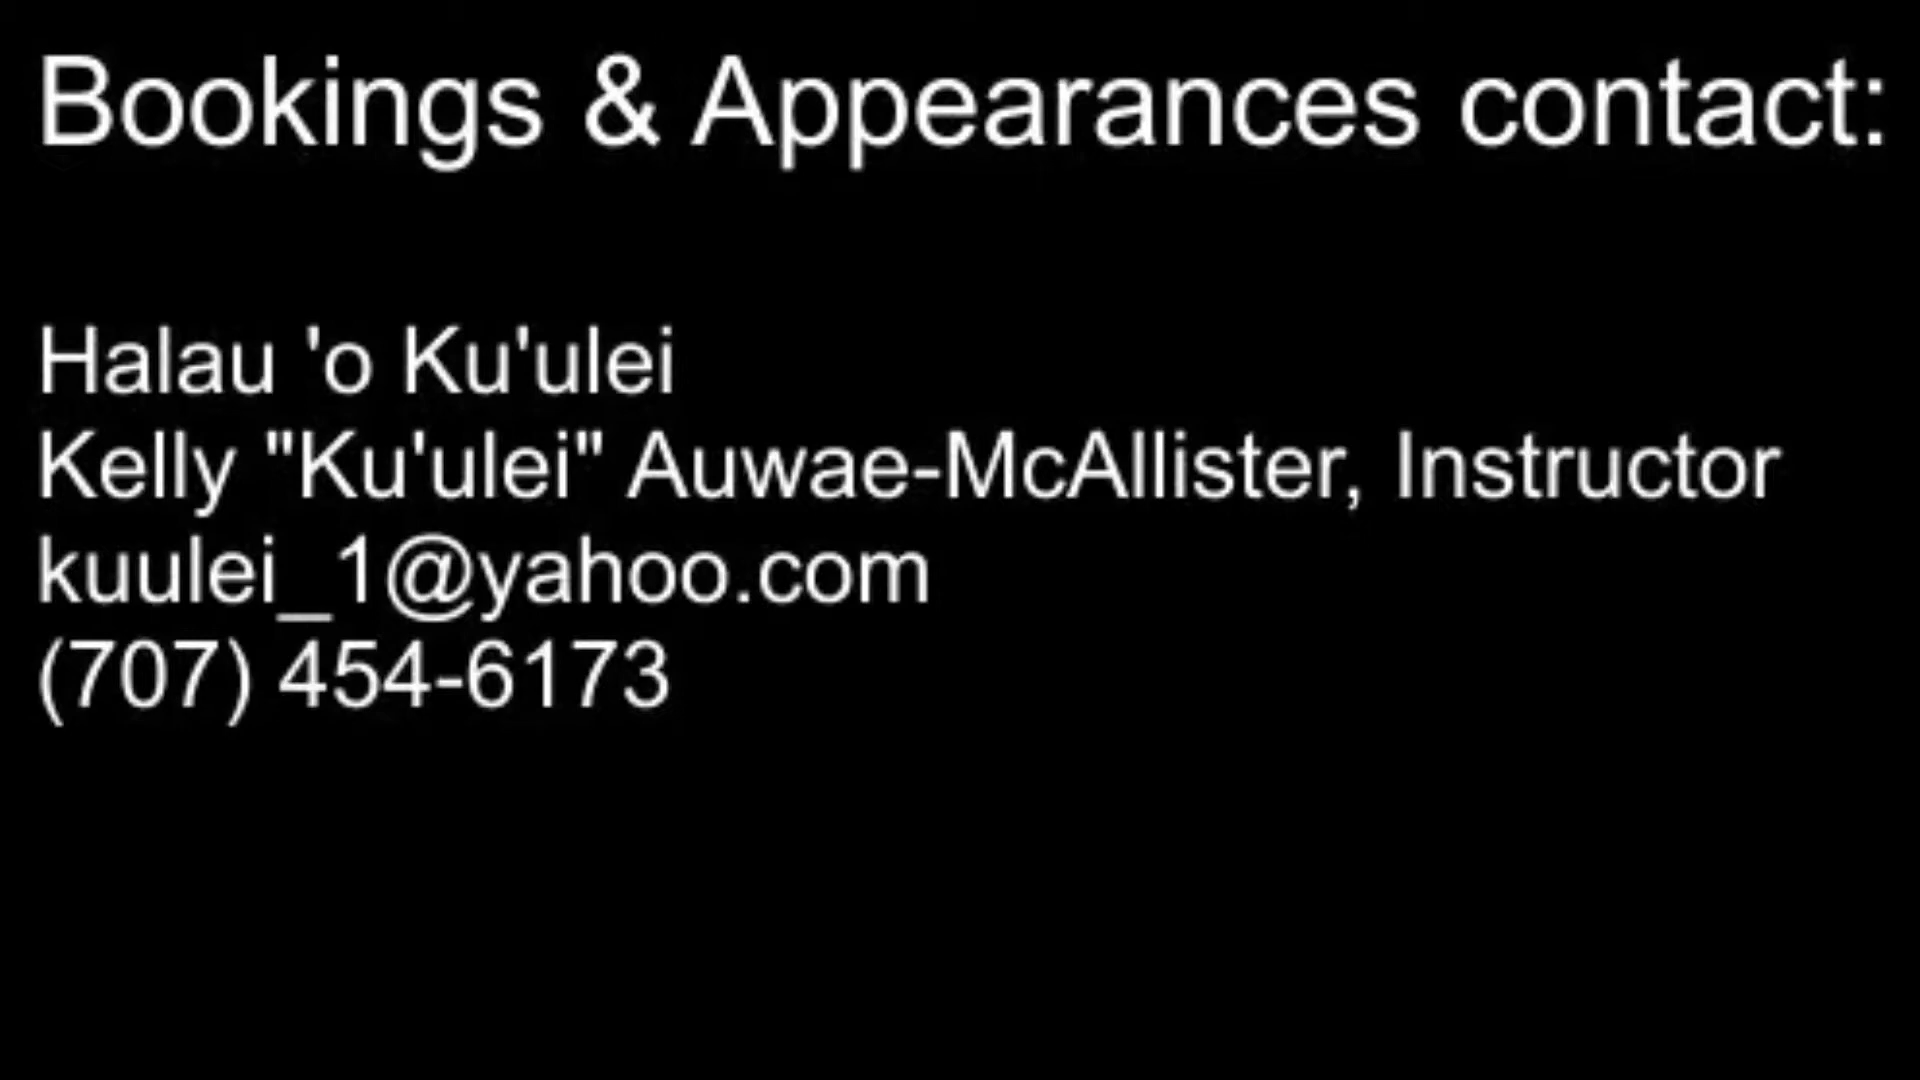 Bookings & Appearances contact:
Halau 'o Ku'ulei
Kelly "Ku'ulei" Auwae-McAllister, Instructor
kuulei_1@yahoo.com
(707) 454-6173